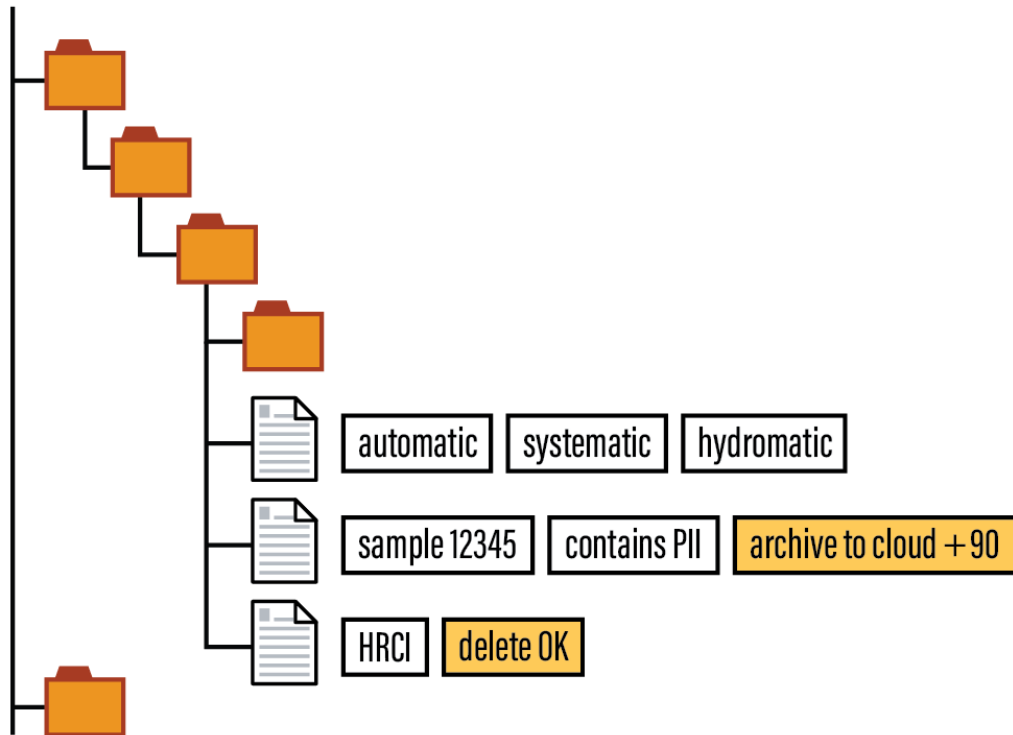 automatic systematic hydromatic
sample 12345 contains PII archive to cloud +90
HRCI delete OK